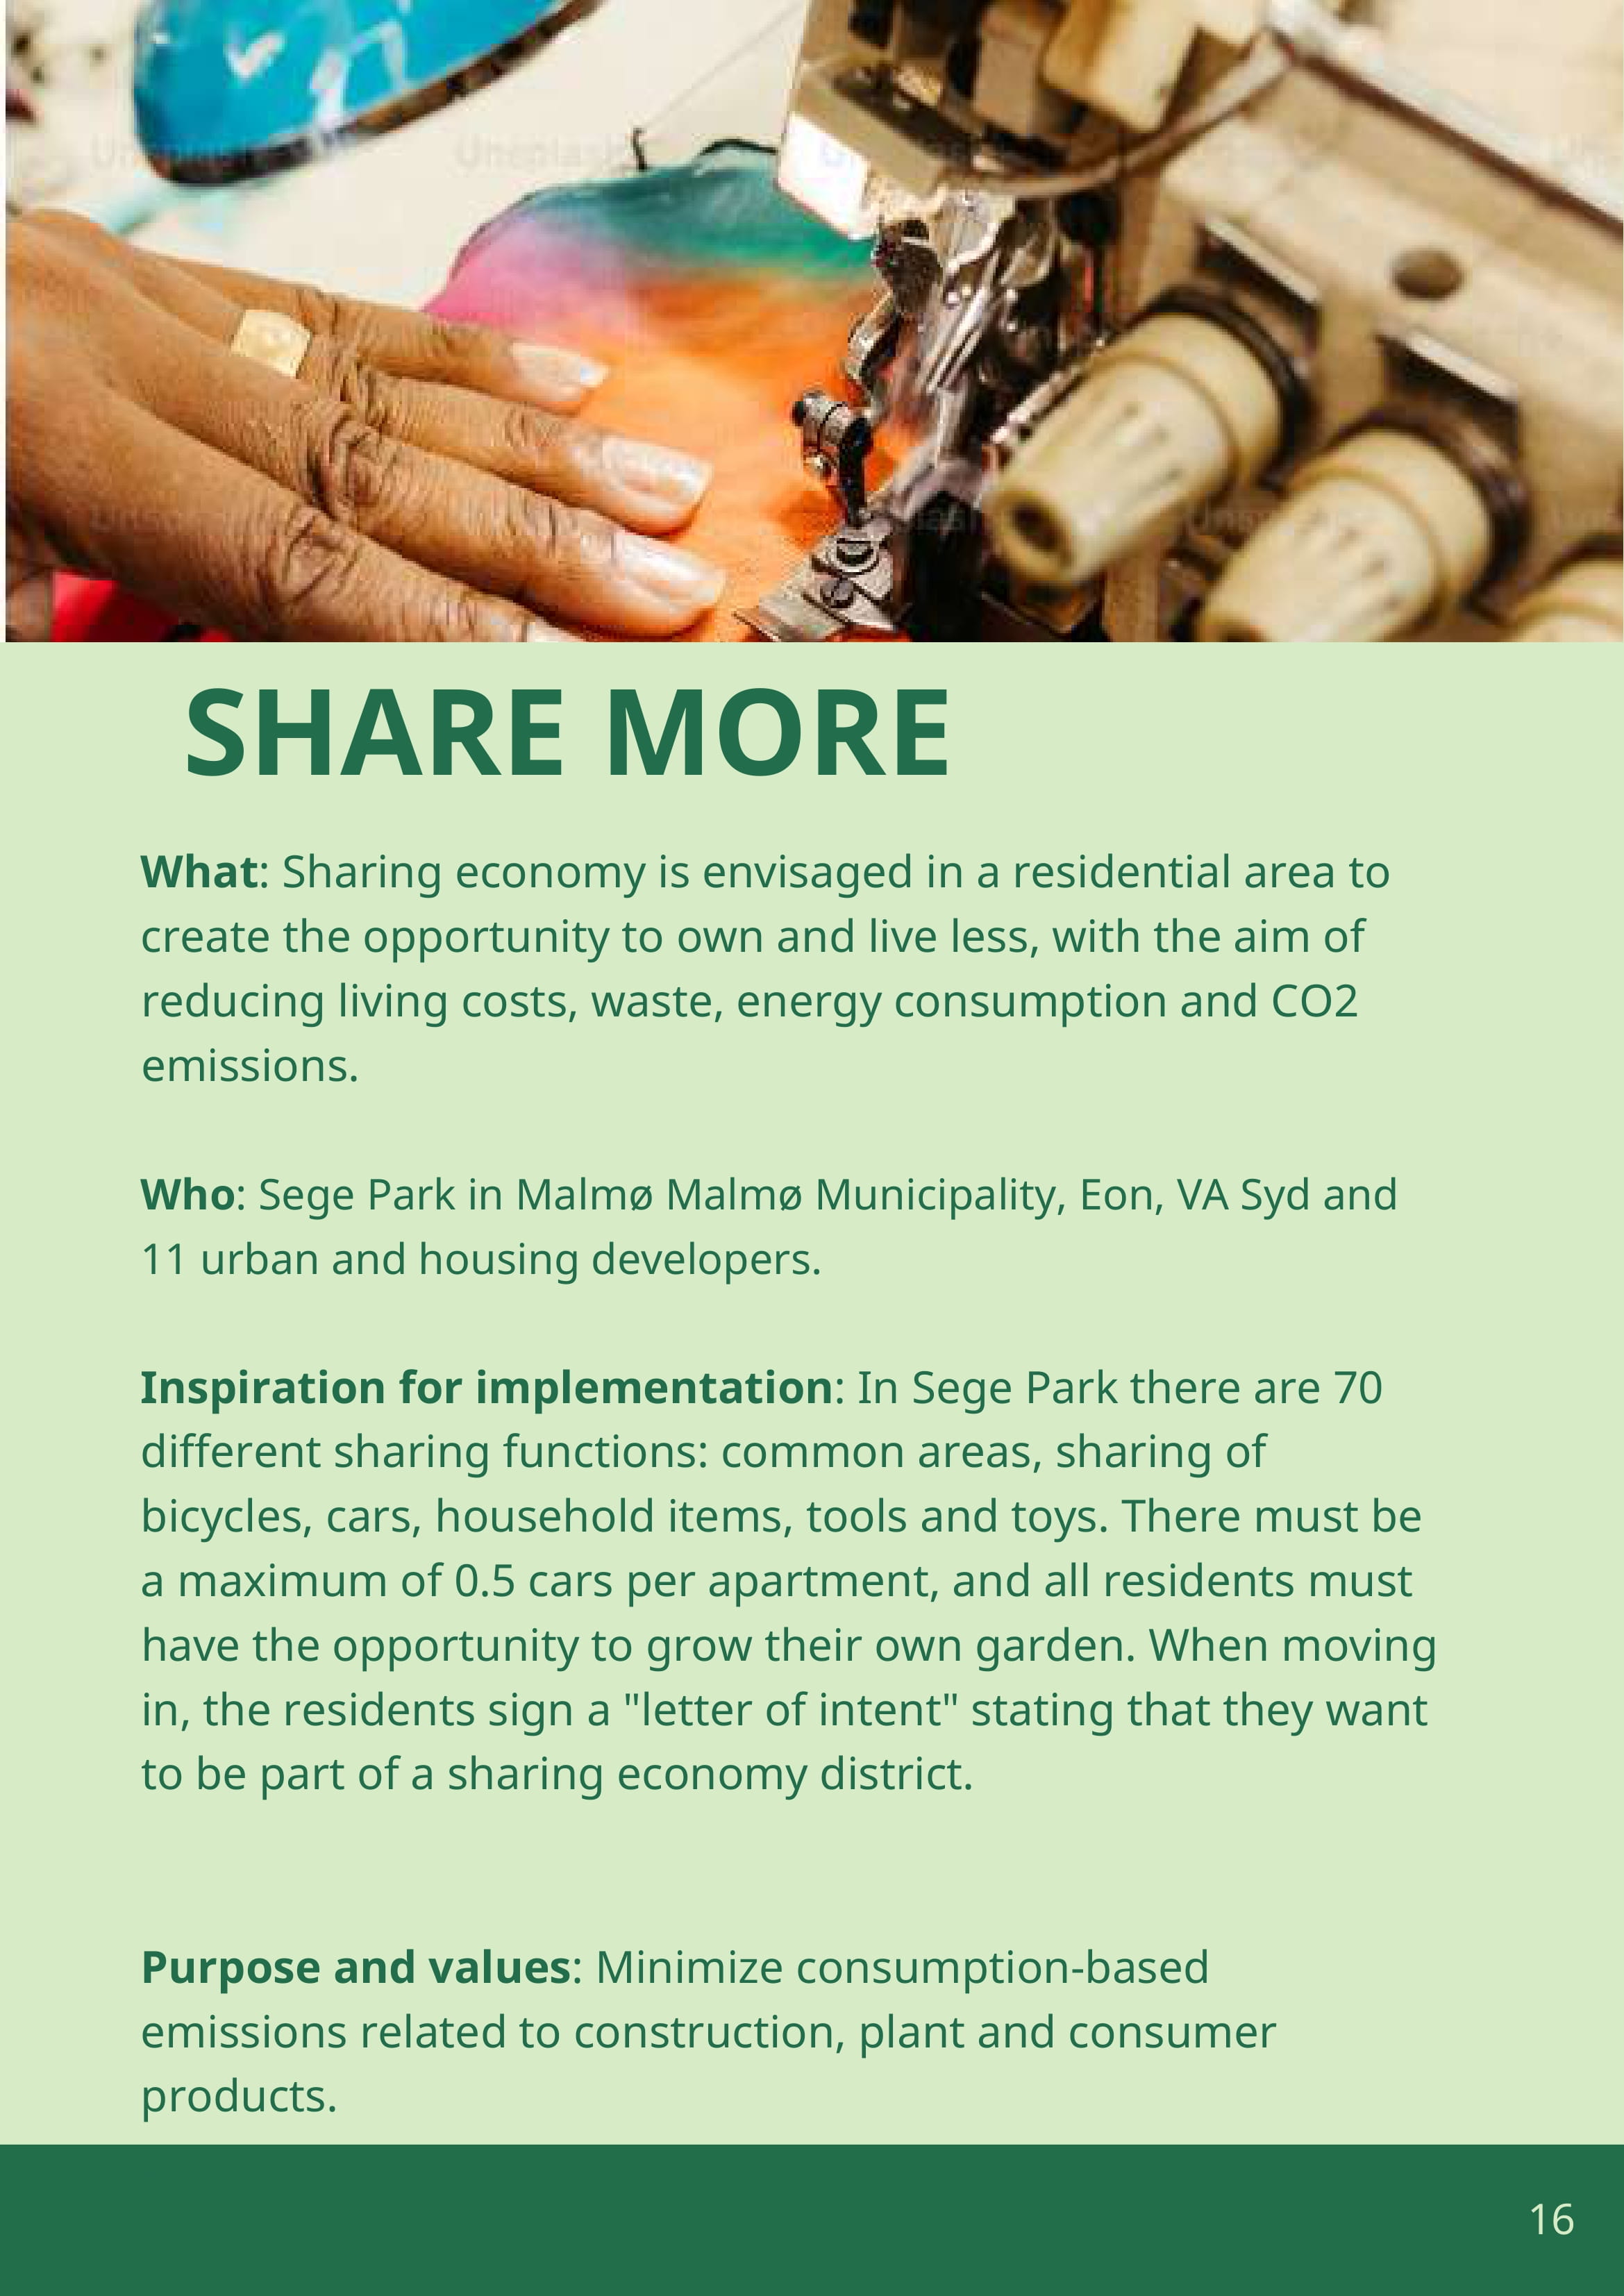 SHARE MORE
What: Sharing economy is envisaged in a residential area to
create the opportunity to own and live less, with the aim of
reducing living costs, waste, energy consumption and CO2
emissions.
Who: Sege Park in Malmø Malmø Municipality, Eon, VA Syd and
11 urban and housing developers.
Inspiration for implementation: In Sege Park there are 70
different sharing functions: common areas, sharing of
bicycles, cars, household items, tools and toys. There must be
a maximum of 0.5 cars per apartment, and all residents must
have the opportunity to grow their own garden. When moving
in, the residents sign a "letter of intent" stating that they want
to be part of a sharing economy district.
Purpose and values: Minimize consumption-based
emissions related to construction, plant and consumer
products.
16